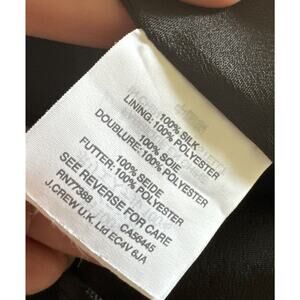 100% SILK
LINING: 100% POLYESTER
100% SOIE
DOUBLURE: 100% POLYESTER
100% SEIDE
FUTTER: 100% POLYESTER
SEE REVERSE FOR CARE
RN77388 CA56445
J.CREW U.K. Ltd EC4V 6JA